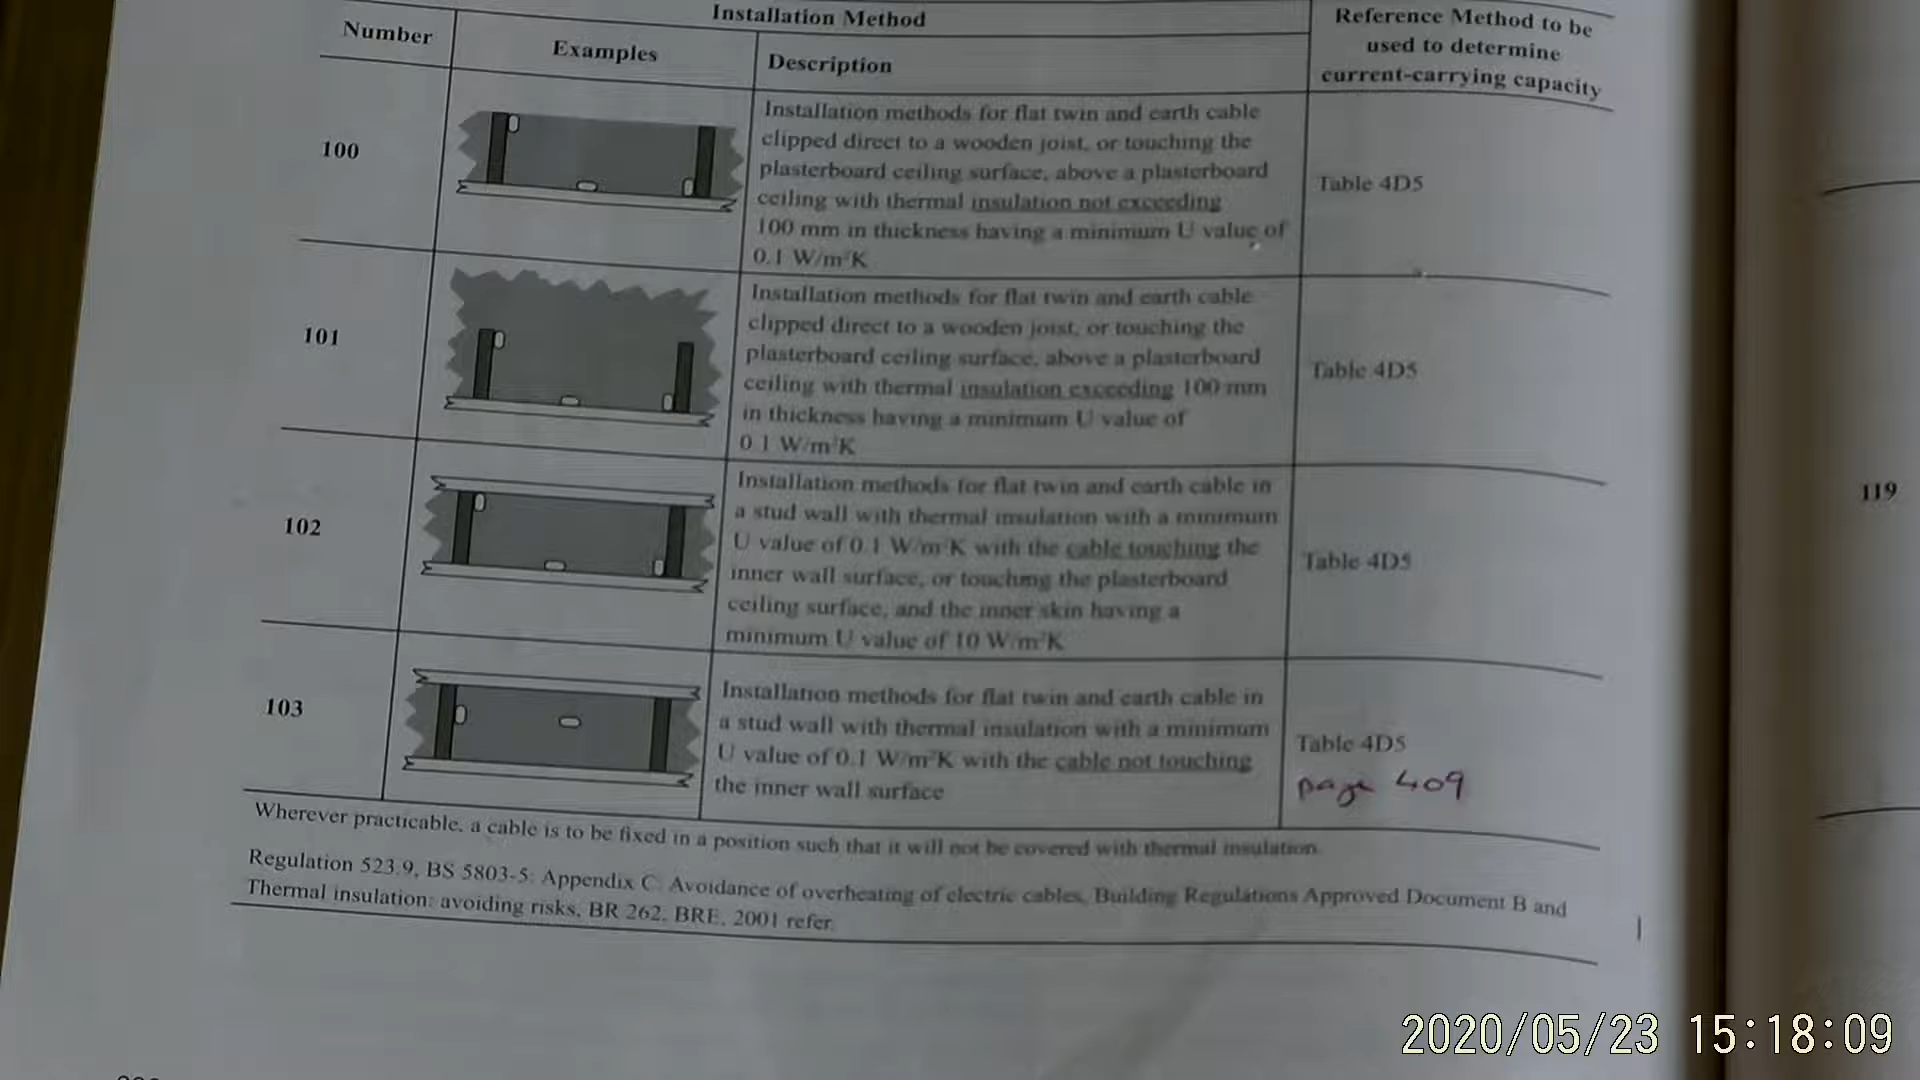 Installation Method
Number
Examples
Description
Reference Method to be
used to determine
current-carrying capacity
100
Installation methods for flat twin and earth cable
clipped direct to a wooden joist, or touching the
plasterboard ceiling surface, above a plasterboard
ceiling with thermal insulation not exceeding
100 mm in thickness having a minimum U value of
0.1 W/m²K
Table 4D5
101
Installation methods for flat twin and earth cable
clipped direct to a wooden joist, or touching the
plasterboard ceiling surface, above a plasterboard
ceiling with thermal insulation exceeding 100 mm
in thickness having a minimum U value of
0.1 W/m²K
Table 4D5
102
Installation methods for flat twin and earth cable in
a stud wall with thermal insulation with a minimum
U value of 0.1 W/m²K with the cable touching the
inner wall surface, or touching the plasterboard
ceiling surface, and the inner skin having a
minimum U value of 10 W/m²K
Table 4D5
103
Installation methods for flat twin and earth cable in
a stud wall with thermal insulation with a minimum
U value of 0.1 W/m²K with the cable not touching
the inner wall surface
Table 4D5
page 409
Wherever practicable, a cable is to be fixed in a position such that it will not be covered with thermal insulation.
Regulation 523.9, BS 5803-5: Appendix C: Avoidance of overheating of electric cables, Building Regulations Approved Document B and
Thermal insulation: avoiding risks, BR 262, BRE, 2001 refer.
119
2020/05/23 15:18:09